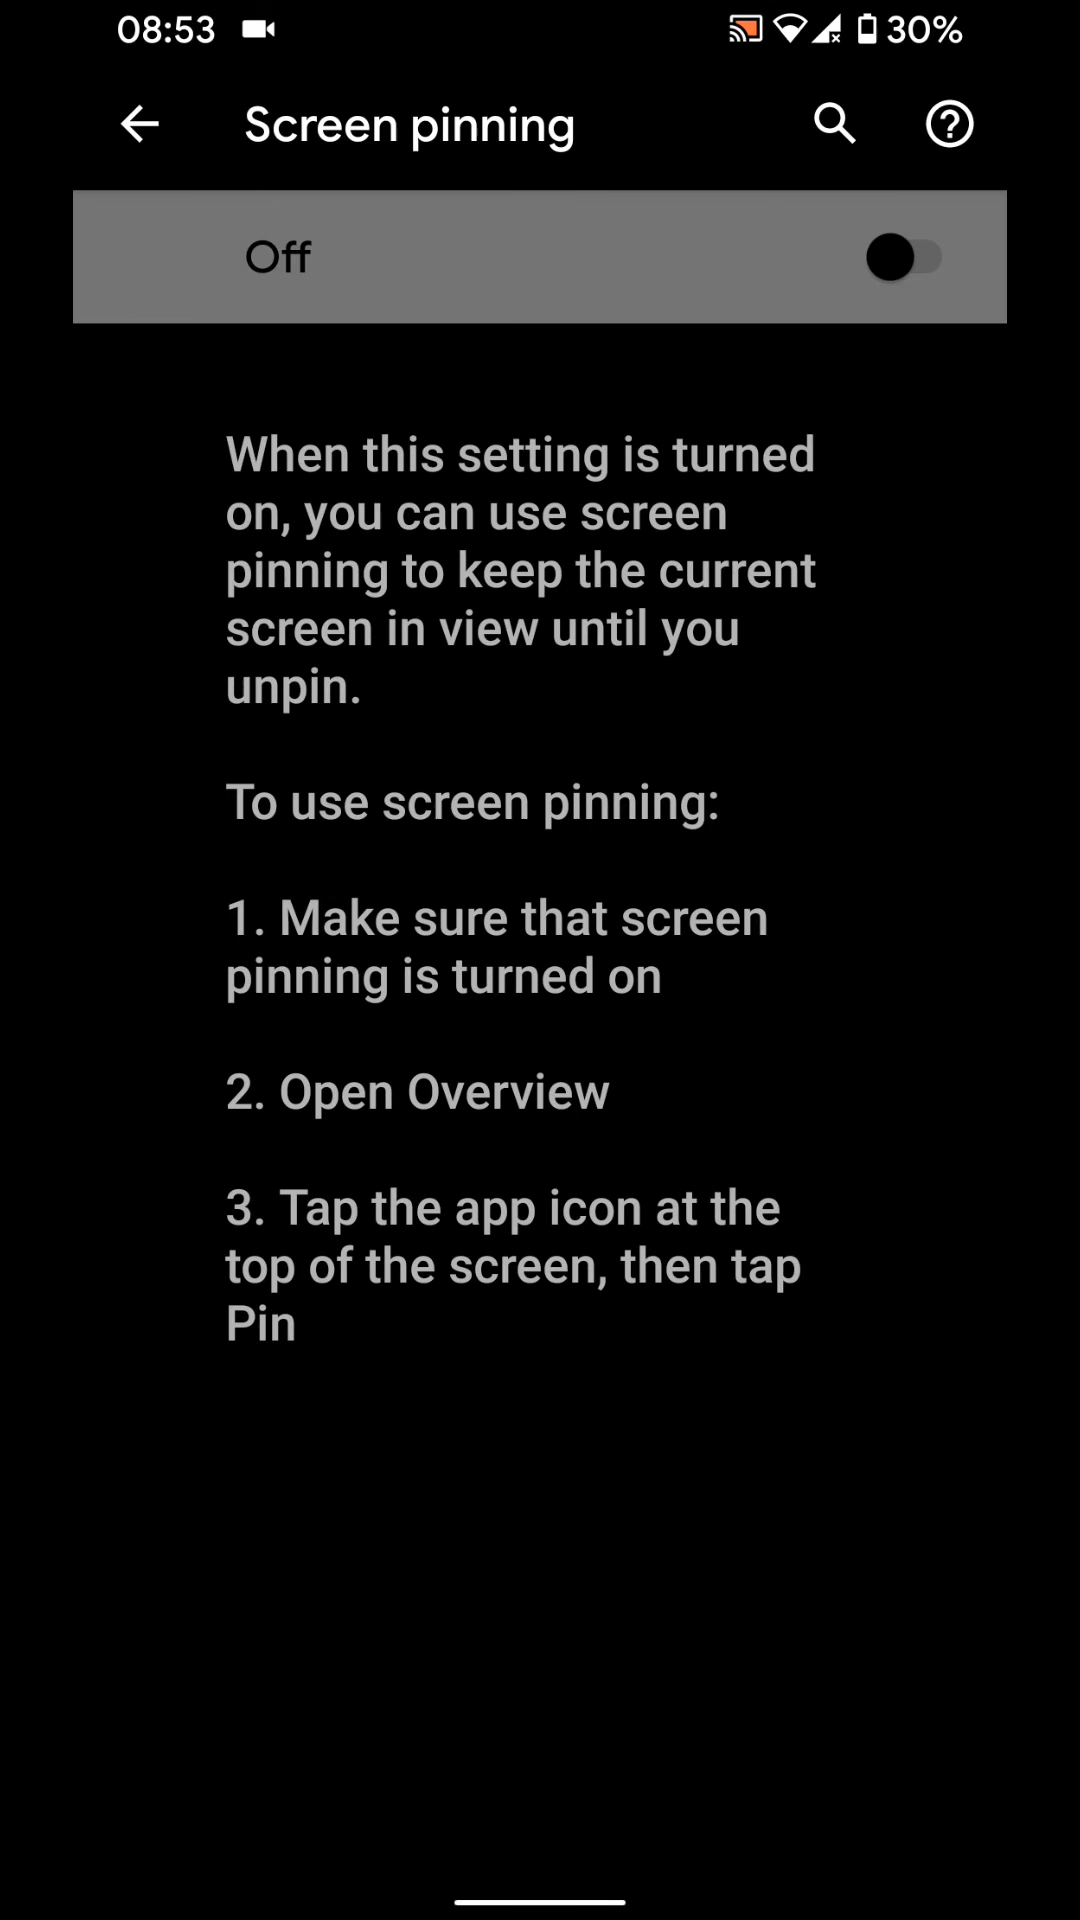 08:53 30%
Screen pinning
Off
When this setting is turned
on, you can use screen
pinning to keep the current
screen in view until you
unpin.
To use screen pinning:
1. Make sure that screen
pinning is turned on
2. Open Overview
3. Tap the app icon at the
top of the screen, then tap
Pin